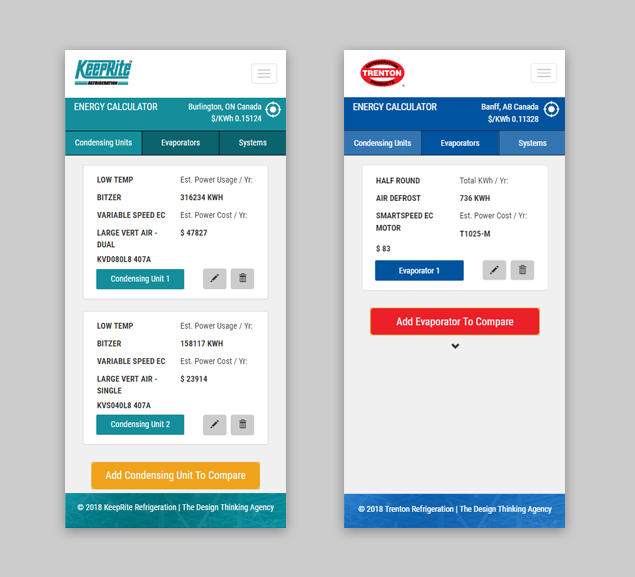 KeepRite
REFRIGERATION
ENERGY CALCULATOR
Burlington, ON Canada
$/KWh 0.15124
Condensing Units
Evaporators
Systems
LOW TEMP
Est. Power Usage / Yr:
BITZER
316234 KWH
VARIABLE SPEED EC
Est. Power Cost / Yr:
LARGE VERT AIR -
DUAL
$ 47827
KVD080L8 407A
Condensing Unit 1
LOW TEMP
Est. Power Usage / Yr:
BITZER
158117 KWH
VARIABLE SPEED EC
Est. Power Cost / Yr:
LARGE VERT AIR -
SINGLE
$ 23914
KVS040L8 407A
Condensing Unit 2
Add Condensing Unit To Compare
© 2018 KeepRite Refrigeration | The Design Thinking Agency
REFRIGERATION
TRENTON
PRODUCTS
ENERGY CALCULATOR
Banff, AB Canada
$/KWh 0.11328
Condensing Units
Evaporators
Systems
HALF ROUND
Total KWh / Yr:
AIR DEFROST
736 KWH
SMARTSPEED EC
MOTOR
Est. Power Cost / Yr:
T1025-M
$ 83
Evaporator 1
Add Evaporator To Compare
© 2018 Trenton Refrigeration | The Design Thinking Agency